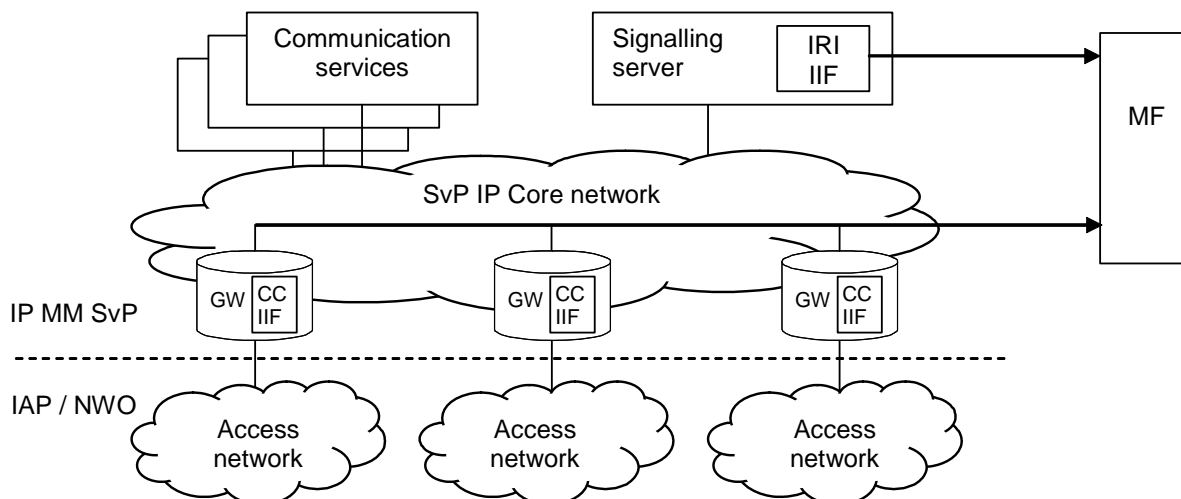 Communication
services
Signalling
server
IRI
IIF
MF
SvP IP Core network
GW
CC
IIF
GW
CC
IIF
GW
CC
IIF
IP MM SvP
IAP / NWO
Access
network
Access
network
Access
network